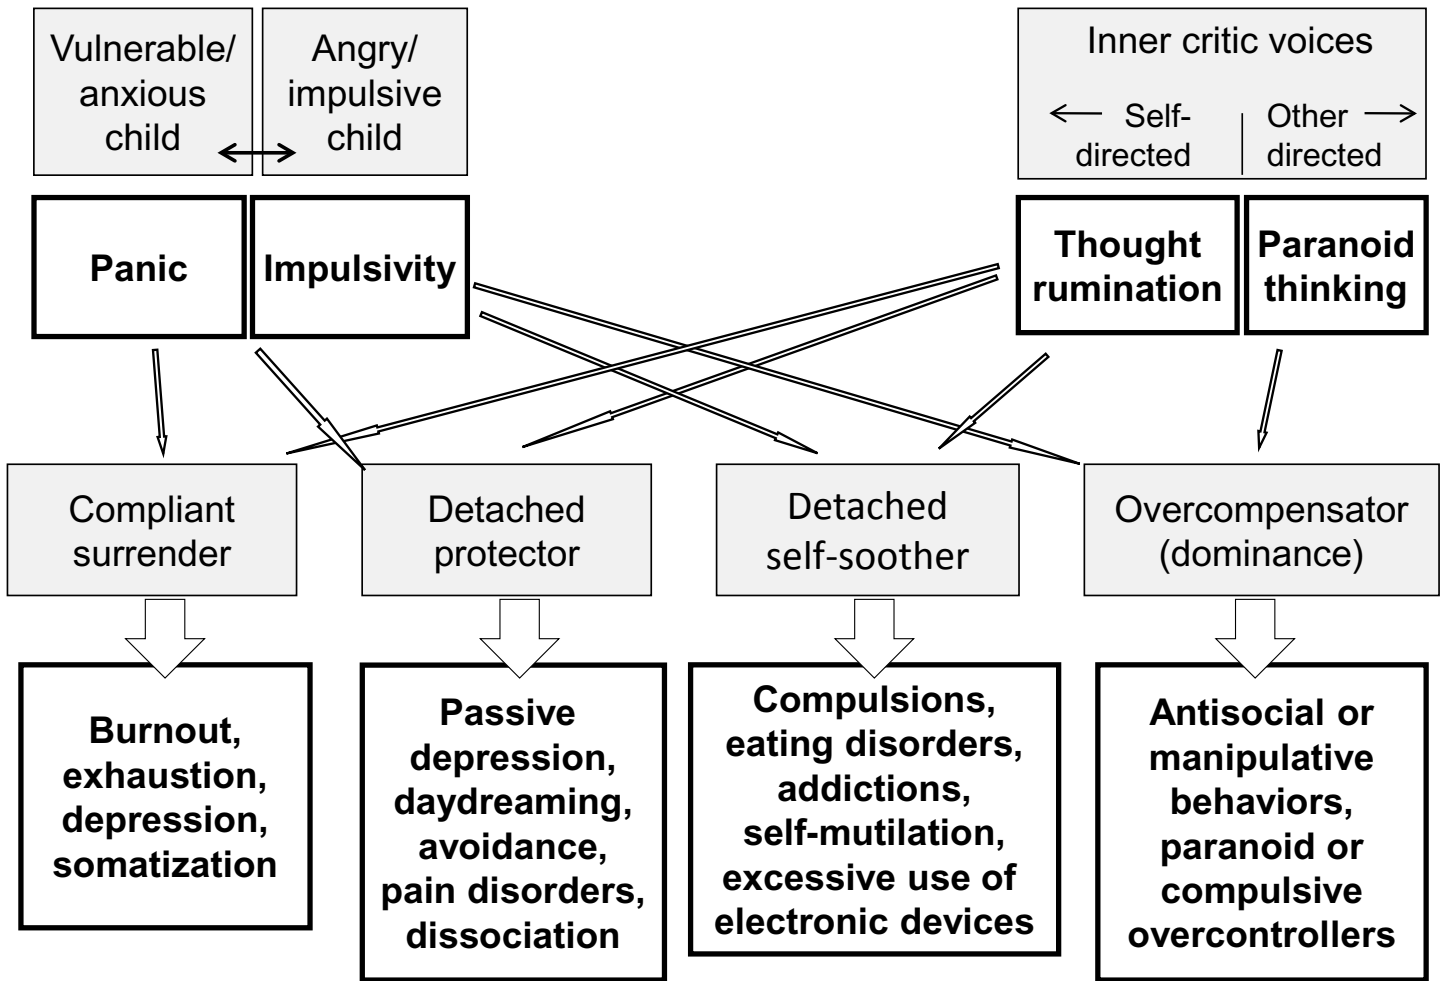 Vulnerable/
anxious
child
Angry/
impulsive
child
Inner critic voices
Self-
directed
Other
directed
Panic
Impulsivity
Thought
rumination
Paranoid
thinking
Compliant
surrender
Detached
protector
Detached
self-soother
Overcompensator
(dominance)
Burnout,
exhaustion,
depression,
somatization
Passive
depression,
daydreaming,
avoidance,
pain disorders,
dissociation
Compulsions,
eating disorders,
addictions,
self-mutilation,
excessive use of
electronic devices
Antisocial or
manipulative
behaviors,
paranoid or
compulsive
overcontrollers